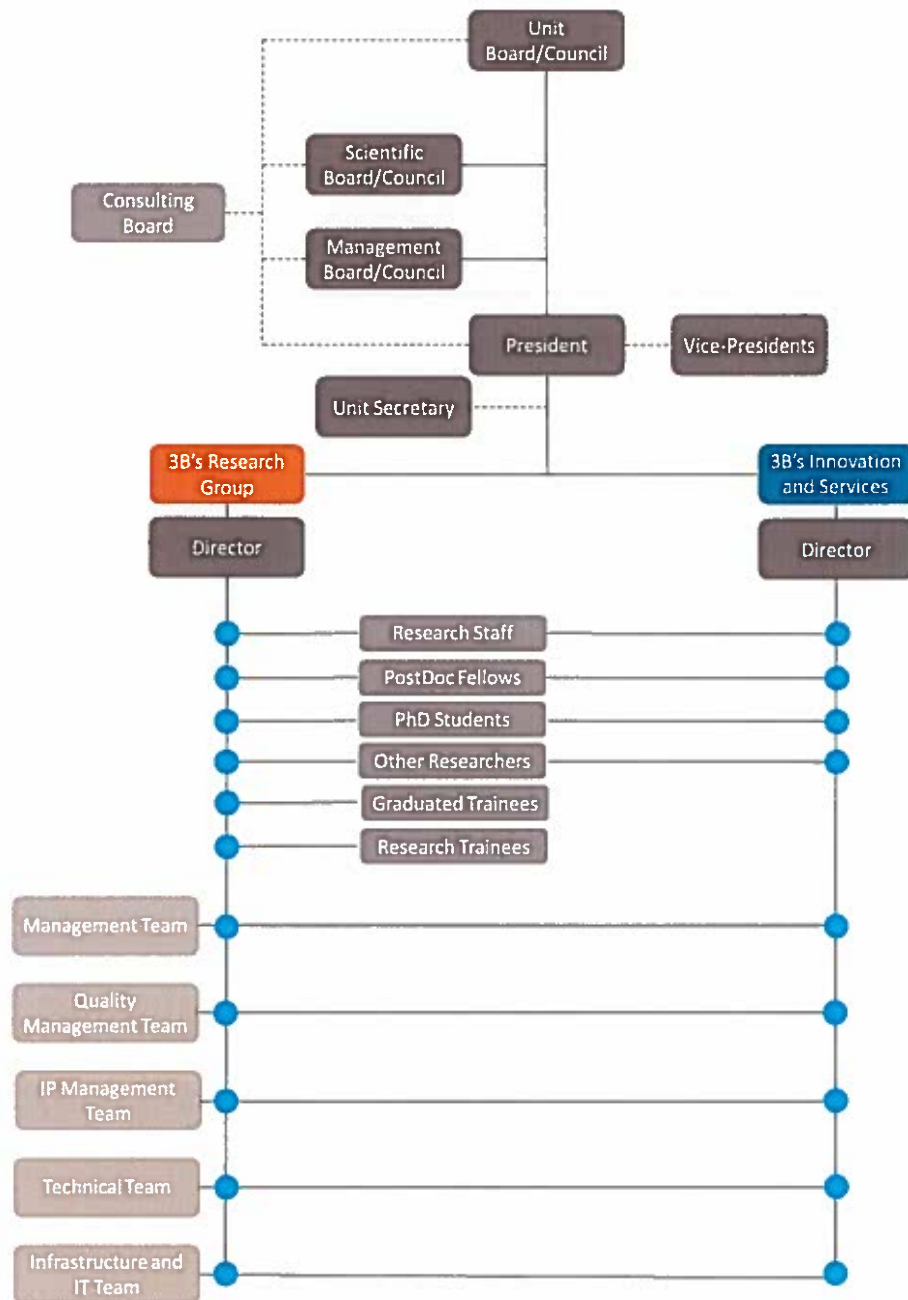 Unit
Board/Council
Scientific
Board/Council
Consulting
Board
Management
Board/Council
President
Vice-Presidents
Unit Secretary
3B's Research
Group
3B's Innovation
and Services
Director
Director
Research Staff
PostDoc Fellows
PhD Students
Other Researchers
Graduated Trainees
Research Trainees
Management Team
Quality
Management Team
IP Management
Team
Technical Team
Infrastructure and
IT Team